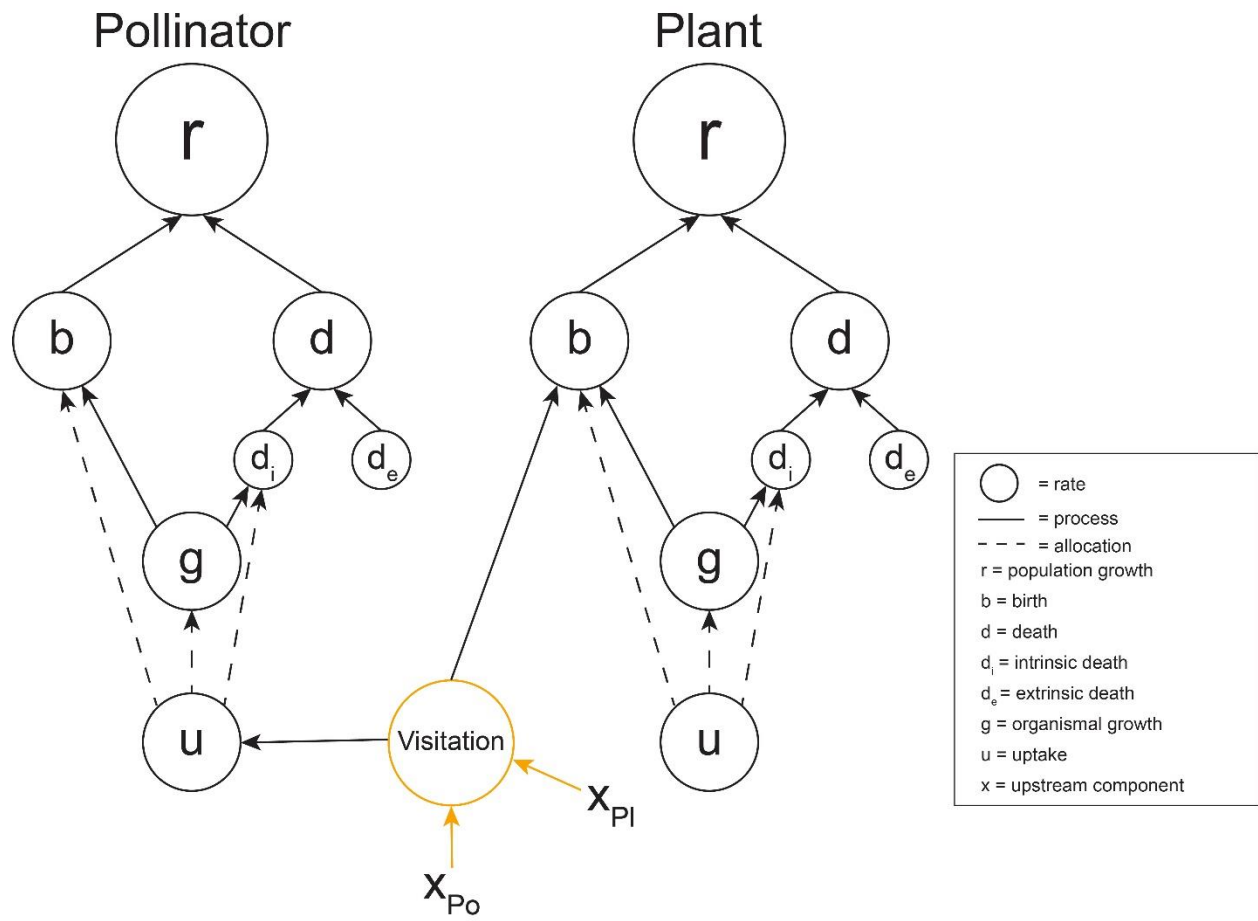 Pollinator
Plant
r
r
b
d
b
d
di
de
di
de
g
g
u
Visitation
u
xPl
xPo
= rate
= process
= allocation
r = population growth
b = birth
d = death
di = intrinsic death
de = extrinsic death
g = organismal growth
u = uptake
x = upstream component